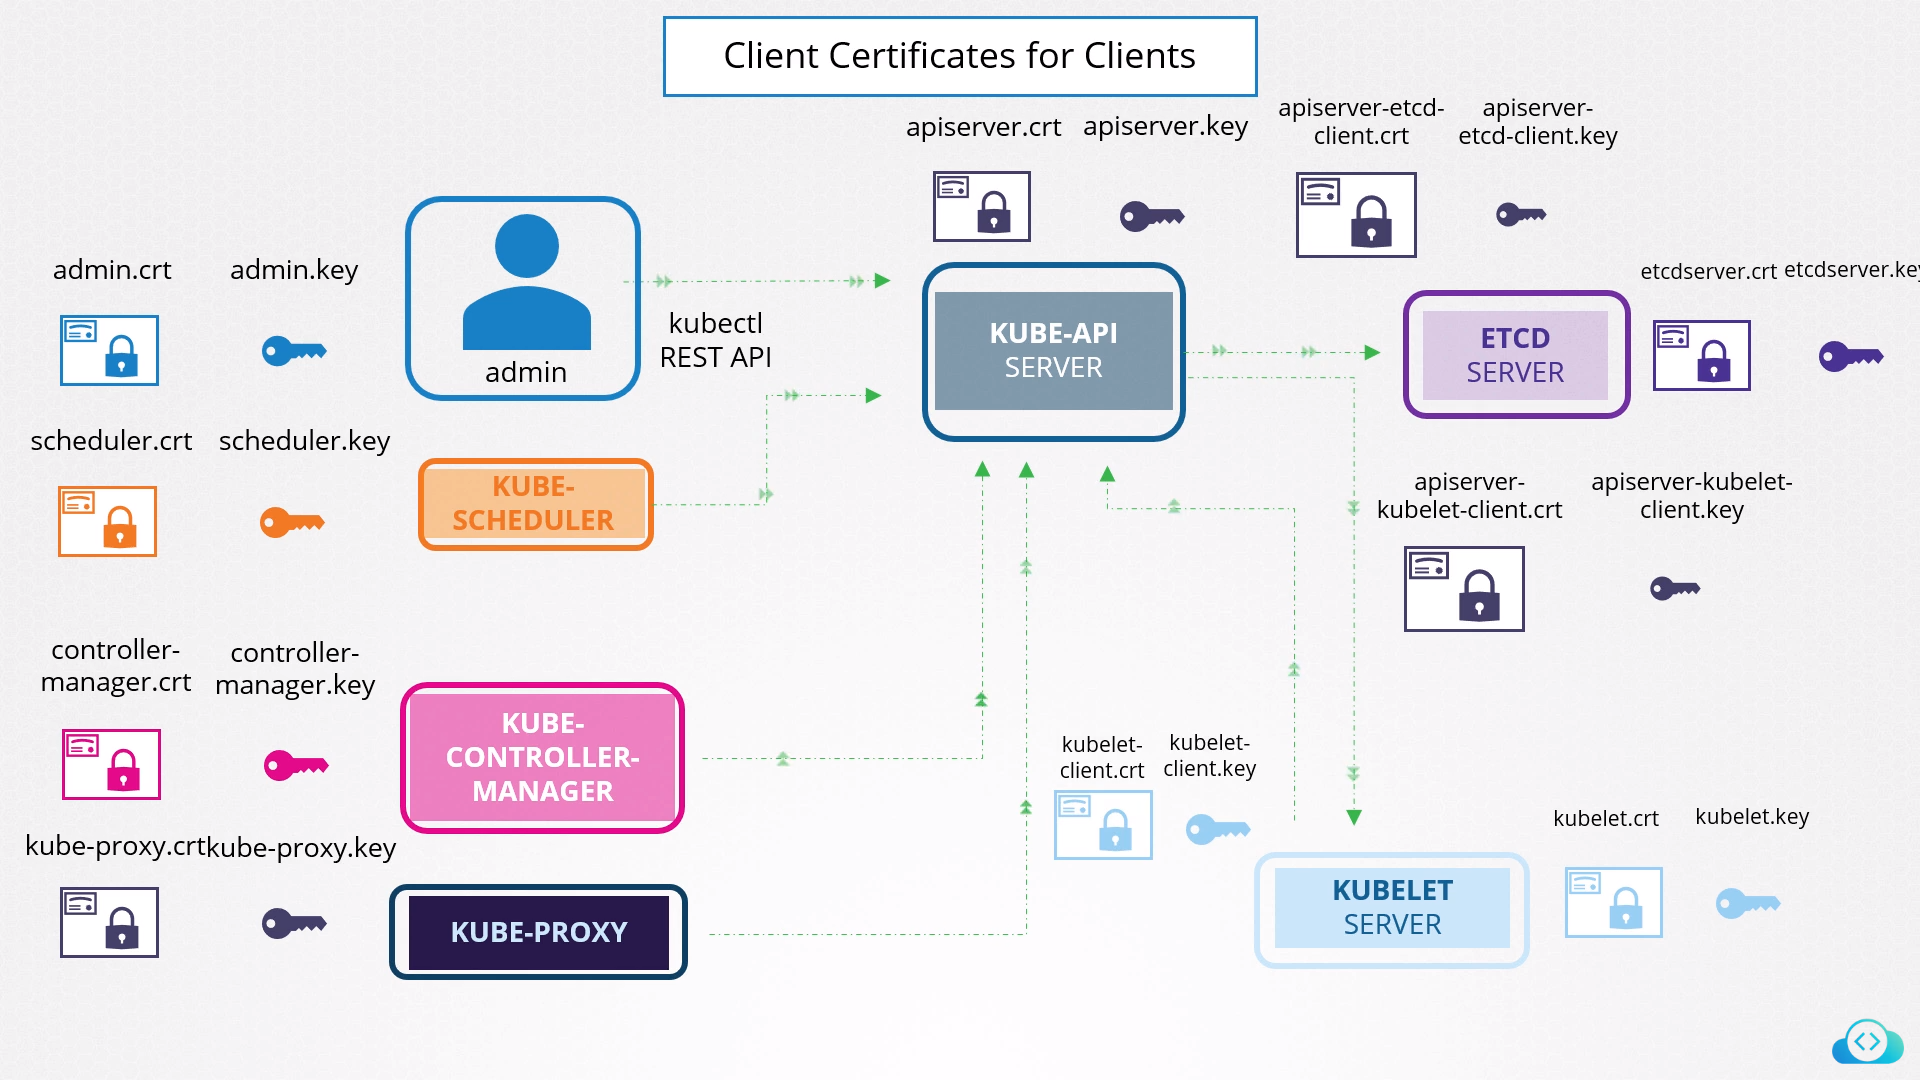 Client Certificates for Clients
apiserver.crt
apiserver.key
apiserver-etcd-
client.crt
apiserver-
etcd-client.key
admin.crt
admin.key
admin
kubectl
REST API
KUBE-API
SERVER
ETCD
SERVER
etcdserver.crt
etcdserver.key
scheduler.crt
scheduler.key
KUBE-
SCHEDULER
apiserver-
kubelet-client.crt
apiserver-kubelet-
client.key
controller-
manager.crt
controller-
manager.key
KUBE-
CONTROLLER-
MANAGER
kubelet-
client.crt
kubelet-
client.key
kube-proxy.crt
kube-proxy.key
KUBE-PROXY
KUBELET
SERVER
kubelet.crt
kubelet.key